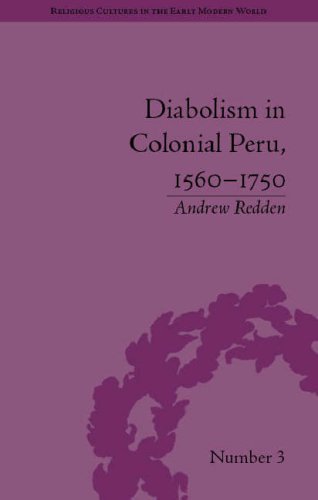 Religious Cultures in the Early Modern World
Diabolism in
Colonial Peru,
1560–1750
Andrew Redden
Number 3